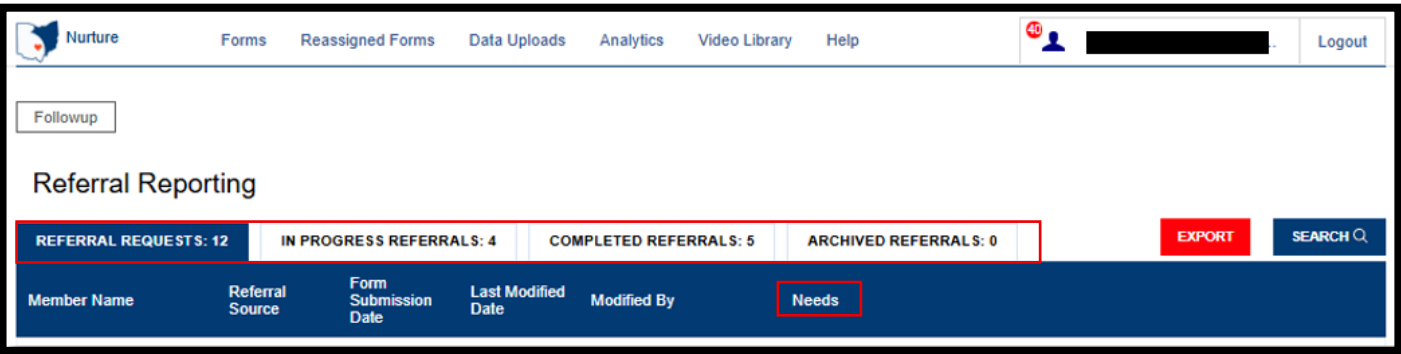 Nurture Forms Reassigned Forms Data Uploads Analytics Video Library Help 40 .. Logout
Followup
Referral Reporting
REFERRAL REQUESTS: 12 IN PROGRESS REFERRALS: 4 COMPLETED REFERRALS: 5 ARCHIVED REFERRALS: 0 EXPORT SEARCH
Member Name Referral Source Form Submission Date Last Modified Date Modified By Needs